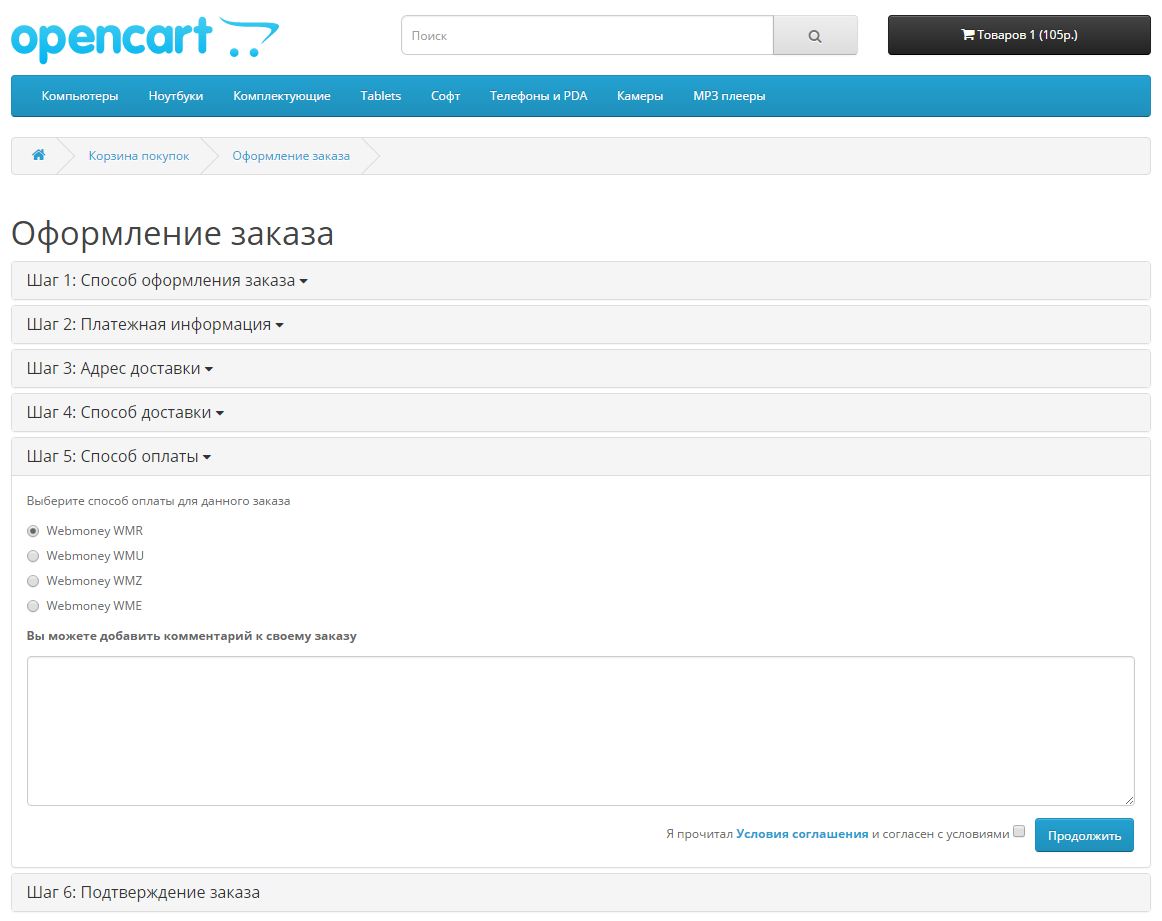 opencart
Поиск
Товаров 1 (105р.)
Компьютеры Ноутбуки Комплектующие Tablets Софт Телефоны и PDA Камеры MP3 плееры
Корзина покупок Оформление заказа
Оформление заказа
Шаг 1: Способ оформления заказа
Шаг 2: Платежная информация
Шаг 3: Адрес доставки
Шаг 4: Способ доставки
Шаг 5: Способ оплаты
Выберите способ оплаты для данного заказа
Webmoney WMR
Webmoney WMU
Webmoney WMZ
Webmoney WME
Вы можете добавить комментарий к своему заказу
Я прочитал Условия соглашения и согласен с условиями
Продолжить
Шаг 6: Подтверждение заказа